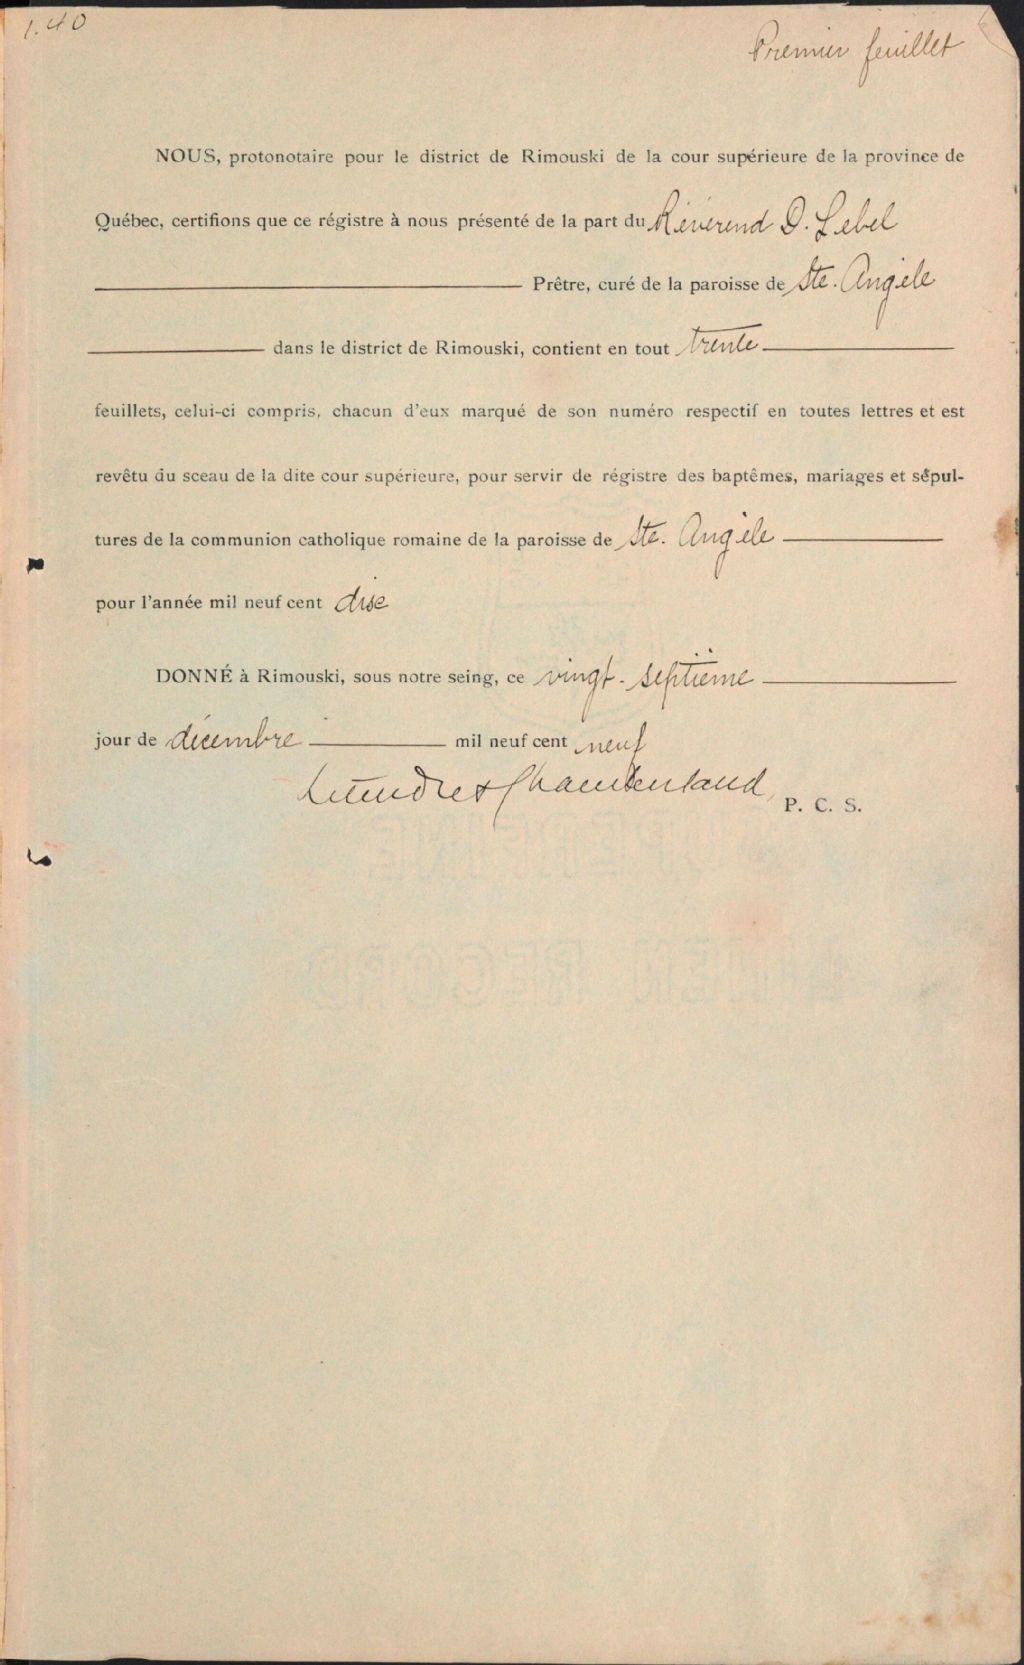 1.40
Premier feuillet
NOUS, protonotaire pour le district de Rimouski de la cour supérieure de la province de
Québec, certifions que ce régistre à nous présenté de la part du Révérend D. Lebel
Prêtre, curé de la paroisse de Ste. Angèle
dans le district de Rimouski, contient en tout trente
feuillets, celui-ci compris, chacun d'eux marqué de son numéro respectif en toutes lettres et est
revêtu du sceau de la dite cour supérieure, pour servir de régistre des baptêmes, mariages et sépul-
tures de la communion catholique romaine de la paroisse de Ste. Angèle
pour l'année mil neuf cent dix
DONNÉ à Rimouski, sous notre seing, ce vingt-septième
jour de décembre mil neuf cent neuf
Chamberland P. C. S.